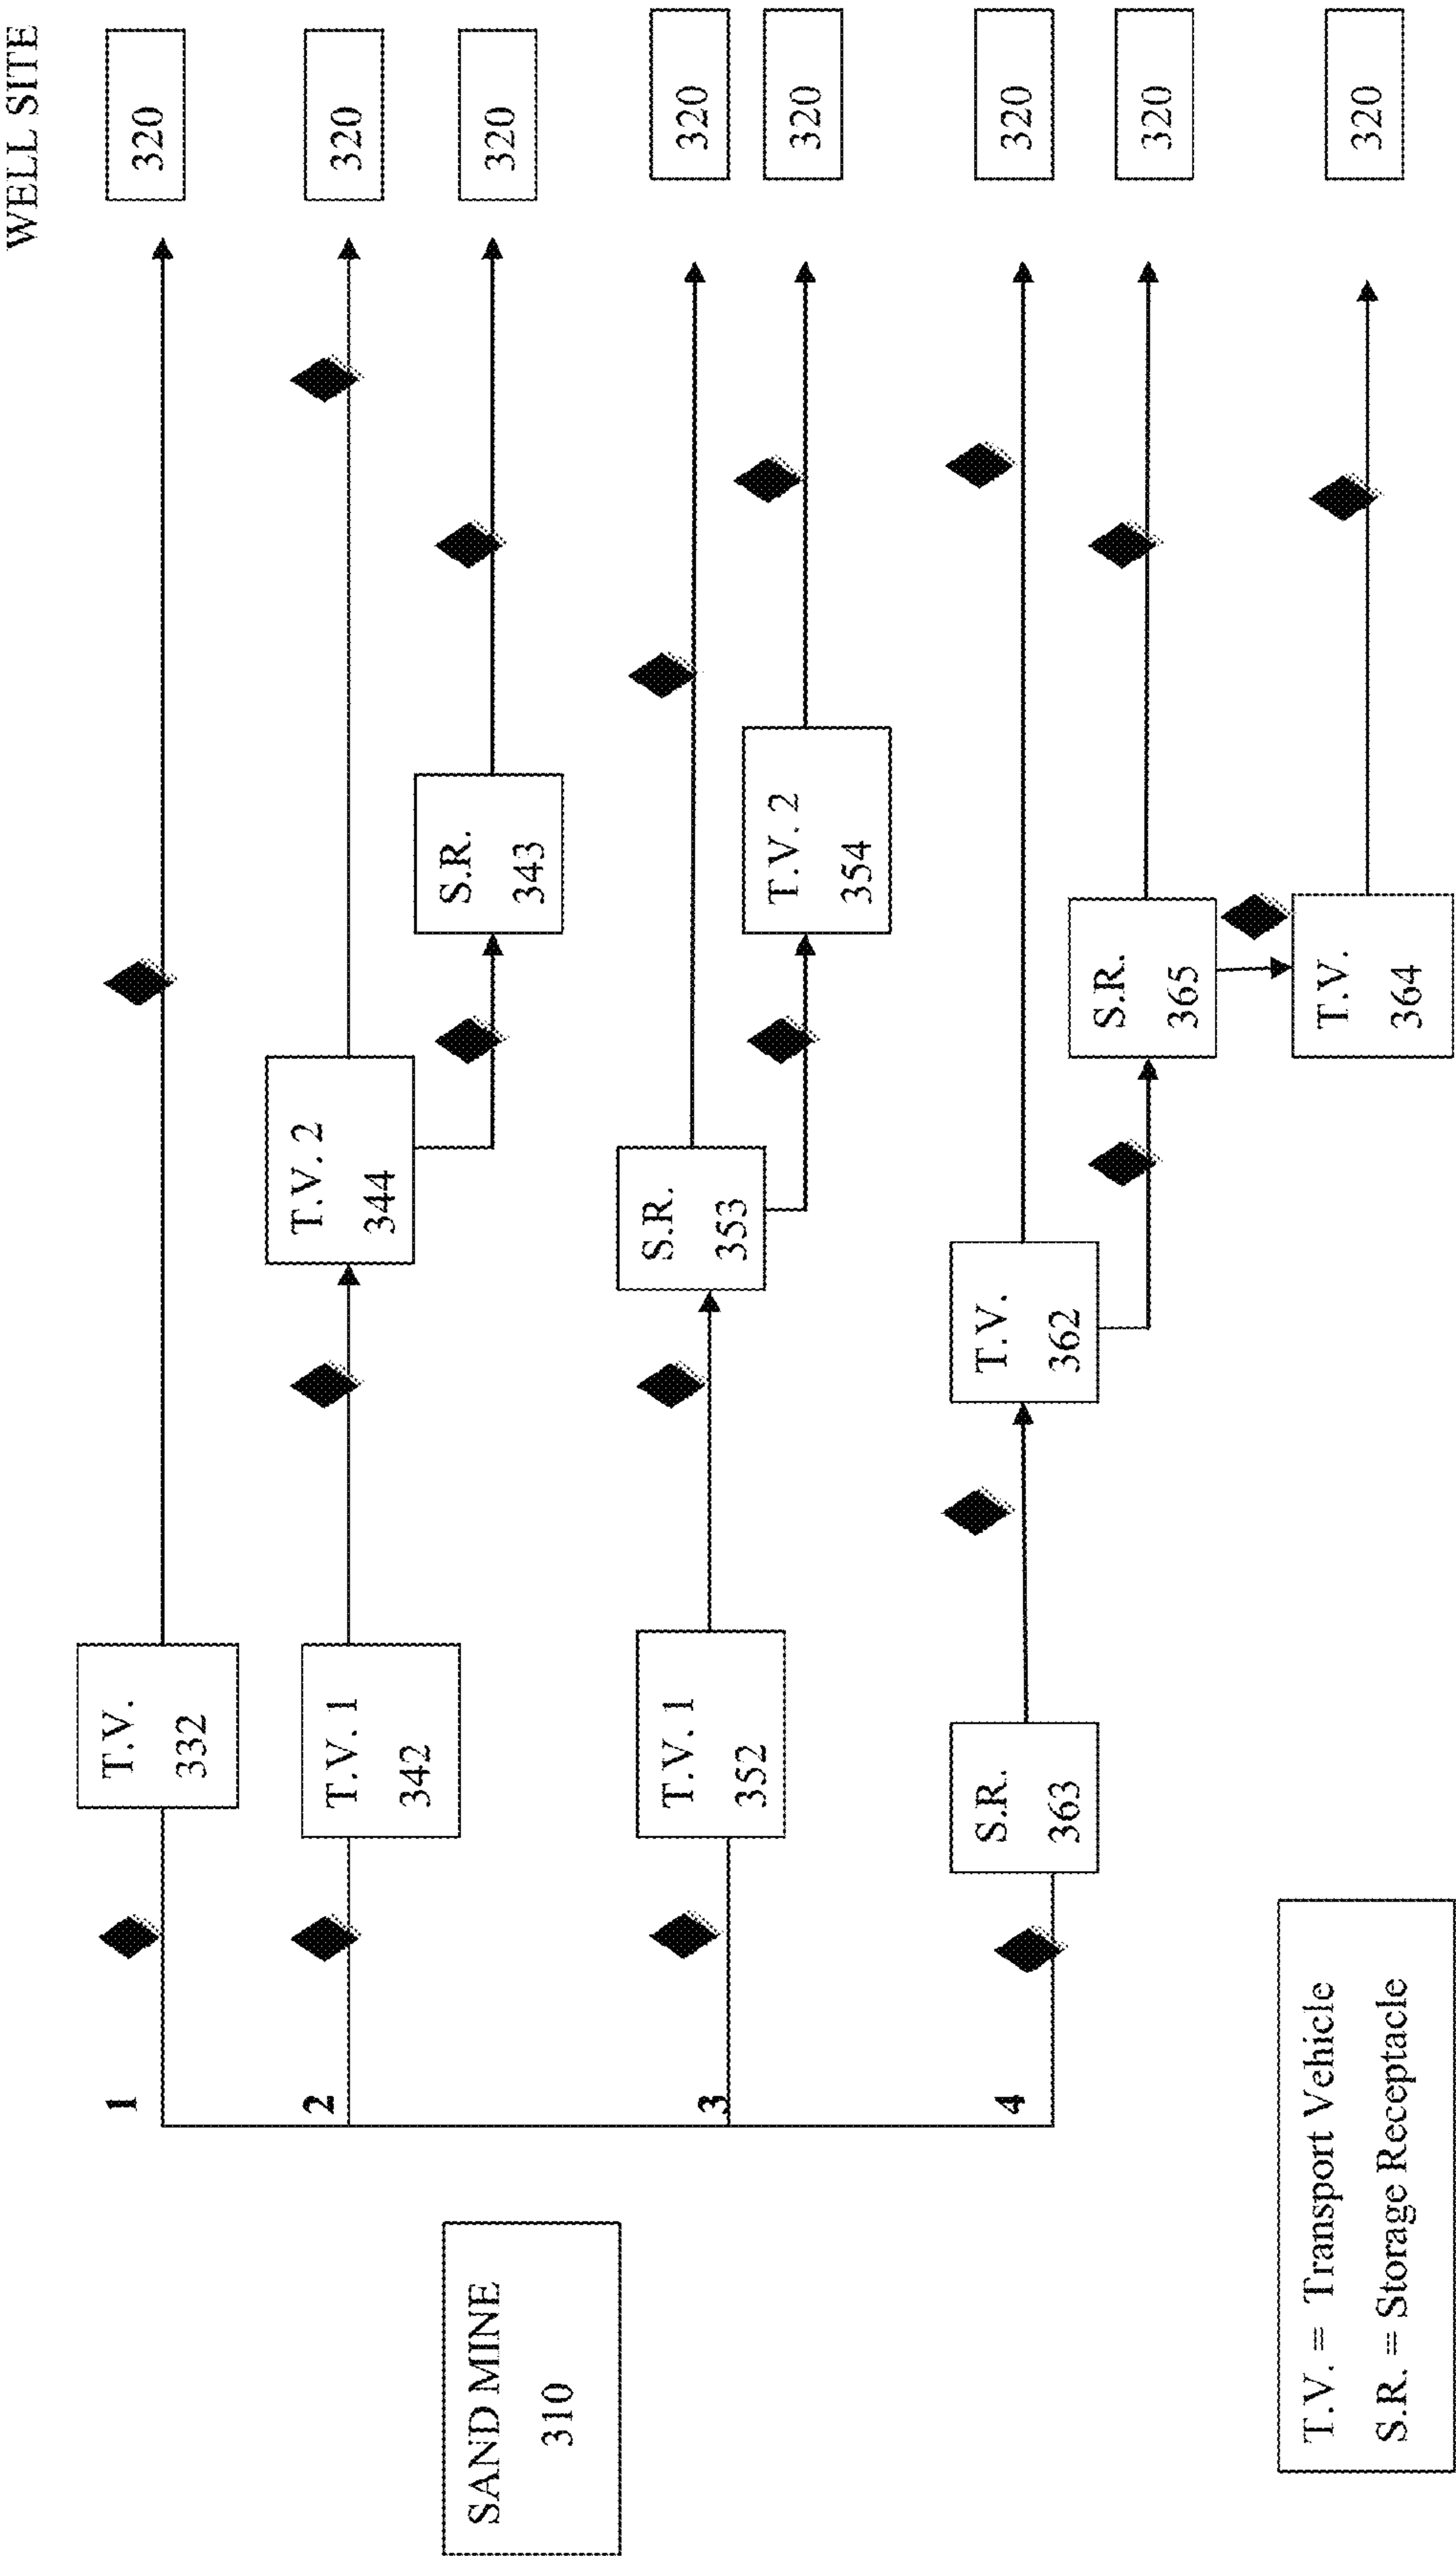 WELL SITE
SAND MINE
310
1
T.V.
332
320
2
T.V. 1
342
T.V. 2
344
320
S.R.
343
320
3
T.V. 1
352
S.R.
353
320
T.V. 2
354
320
4
S.R.
363
T.V.
362
320
S.R.
365
320
T.V.
364
320
T.V. = Transport Vehicle
S.R. = Storage Receptacle